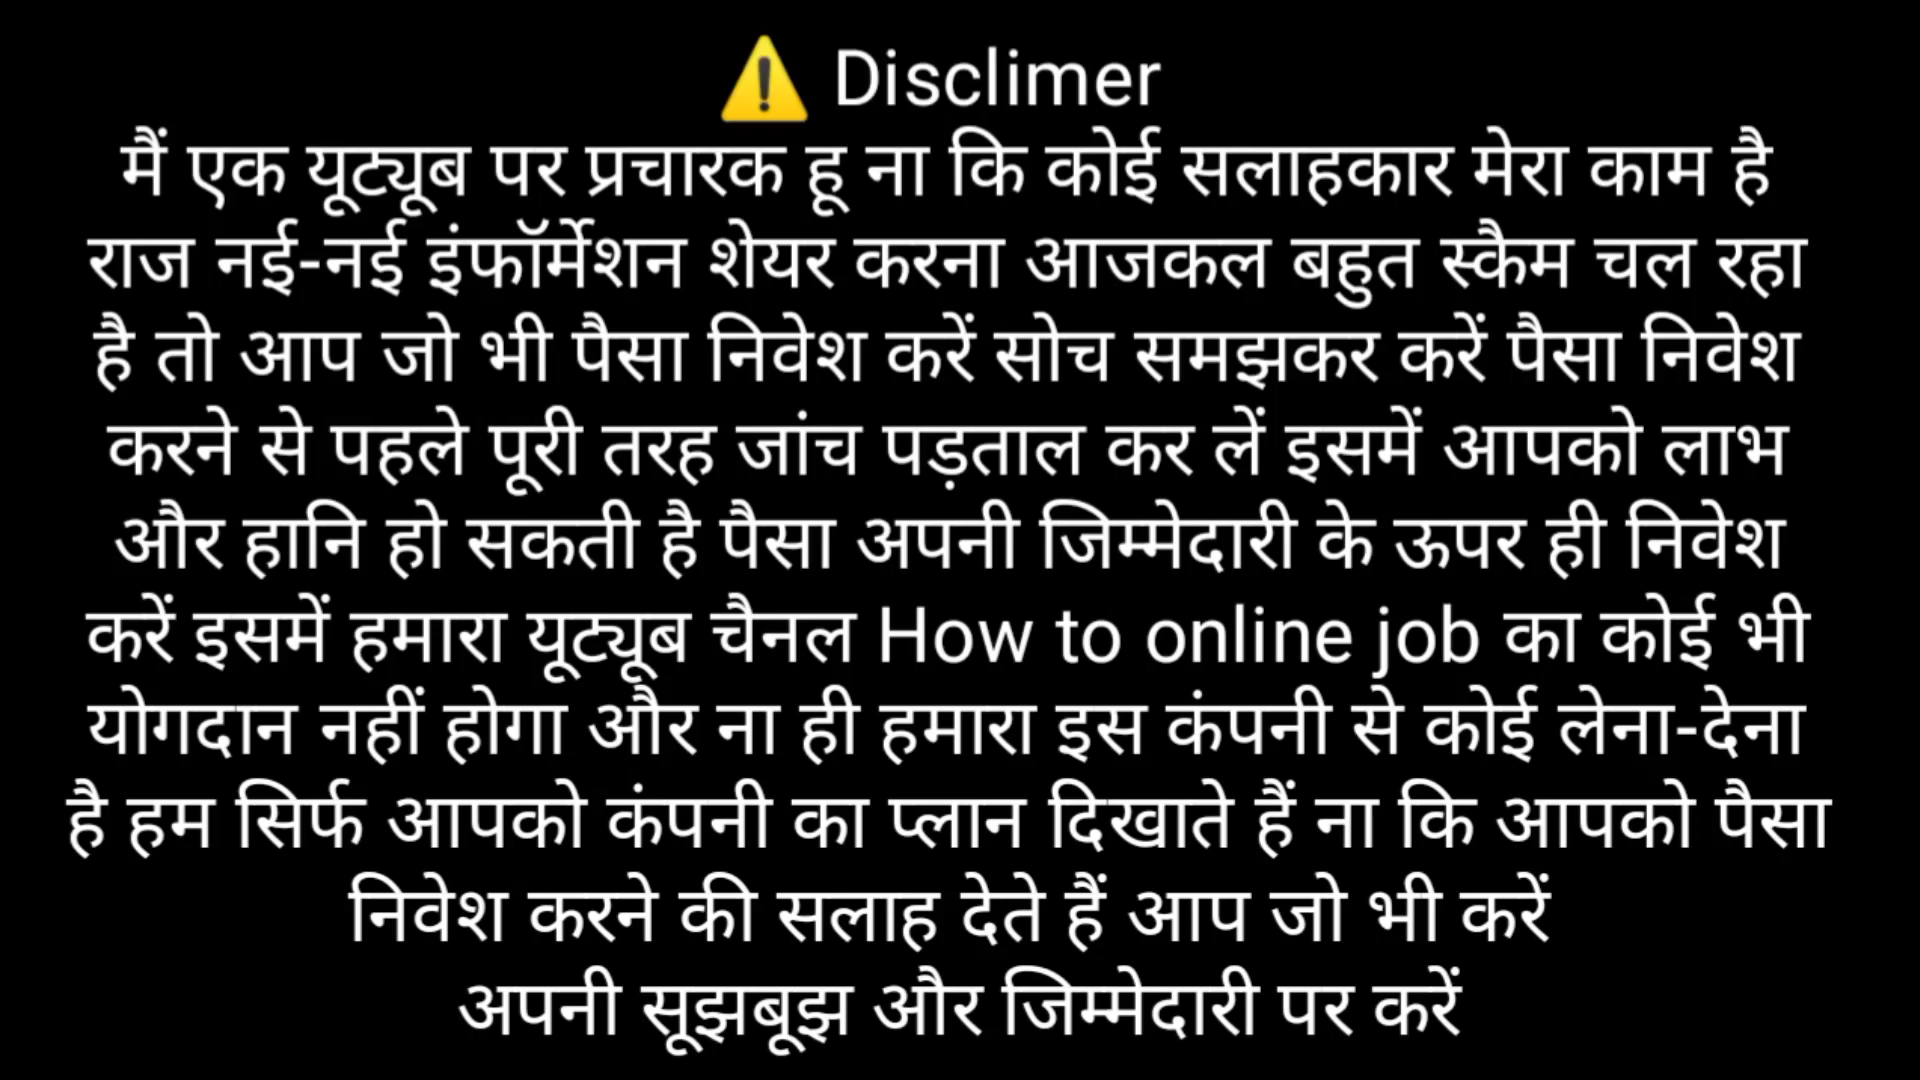 ⚠️ Disclimer
मैं एक यूट्यूब पर प्रचारक हू ना कि कोई सलाहकार मेरा काम है
राज नई-नई इंफॉर्मेशन शेयर करना आजकल बहुत स्कैम चल रहा
है तो आप जो भी पैसा निवेश करें सोच समझकर करें पैसा निवेश
करने से पहले पूरी तरह जांच पड़ताल कर लें इसमें आपको लाभ
और हानि हो सकती है पैसा अपनी जिम्मेदारी के ऊपर ही निवेश
करें इसमें हमारा यूट्यूब चैनल How to online job का कोई भी
योगदान नहीं होगा और ना ही हमारा इस कंपनी से कोई लेना-देना
है हम सिर्फ आपको कंपनी का प्लान दिखाते हैं ना कि आपको पैसा
निवेश करने की सलाह देते हैं आप जो भी करें
अपनी सूझबूझ और जिम्मेदारी पर करें